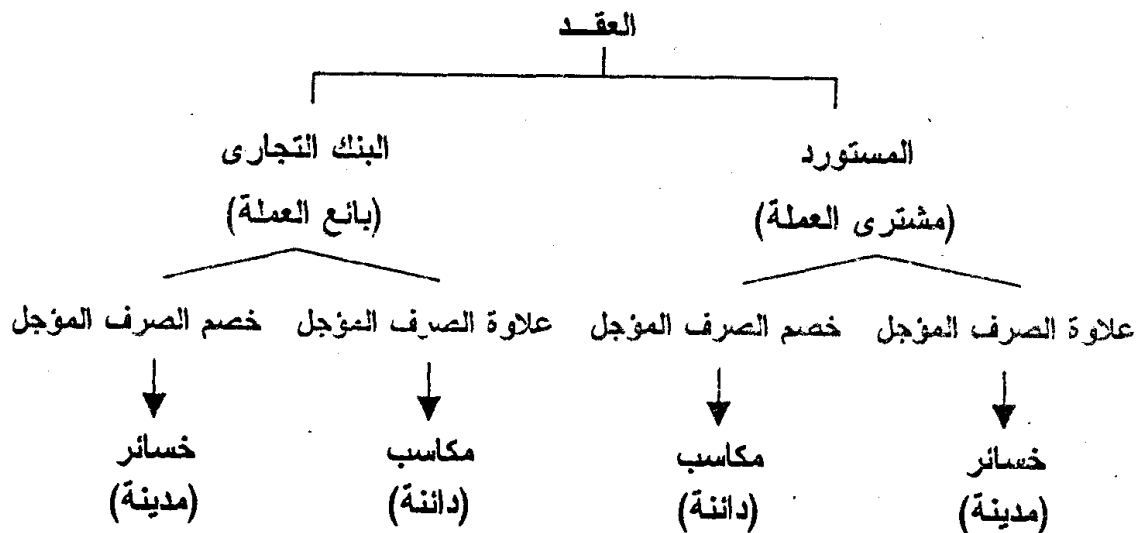 العقـــد
المستورد
البنك التجارى
(مشترى العملة)
(بائع العملة)
علاوة الصرف المؤجل
خصم الصرف المؤجل
علاوة الصرف المؤجل
خصم الصرف المؤجل
خسائر
مكاسب
مكاسب
خسائر
(مدينة)
(دائنة)
(دائنة)
(مدينة)